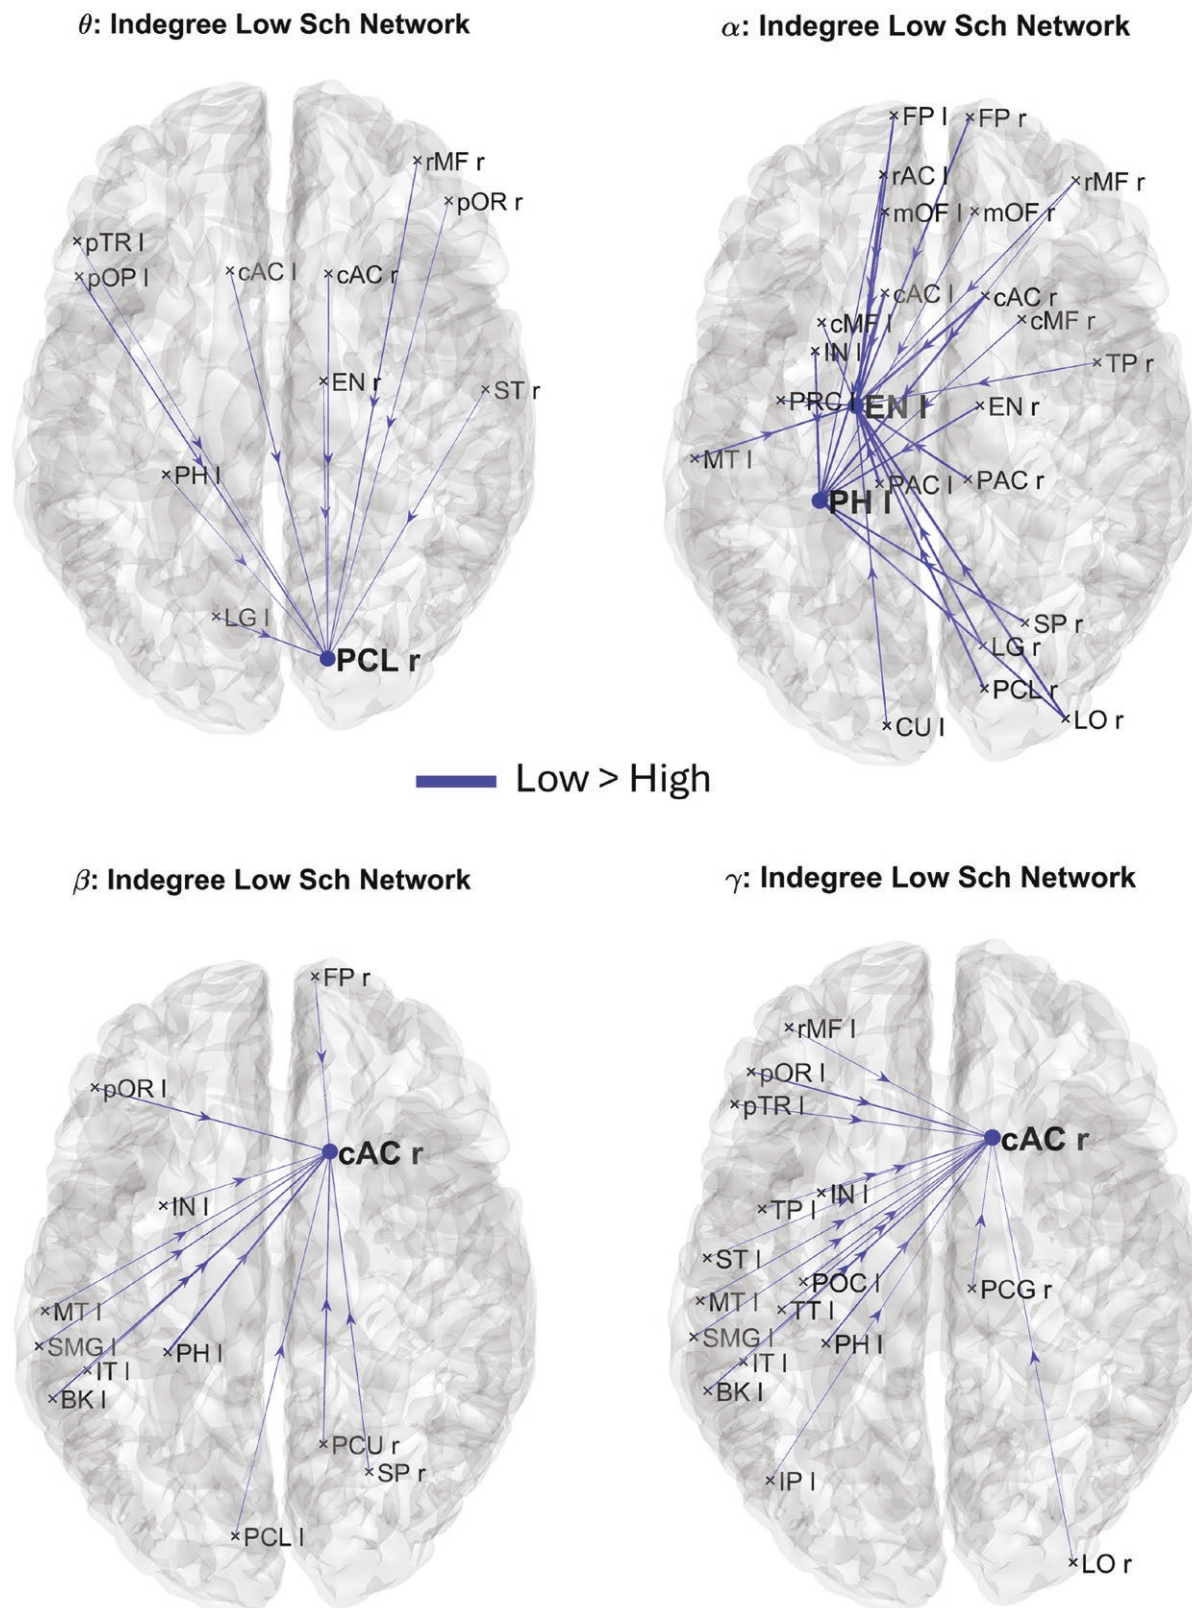 θ: Indegree Low Sch Network
rMF r
pOR r
pTR l
pOP l
cAC l
cAC r
EN r
ST r
PH l
LG l
PCL r
α: Indegree Low Sch Network
FP l
FP r
rAC l
rMF r
mOF l
mOF r
cAC l
cAC r
cMF l
cMF r
IN l
TP r
PRC l
EN l
EN r
MT l
PAC l
PAC r
PH l
SP r
LG r
PCL r
CU l
LO r
Low > High
β: Indegree Low Sch Network
FP r
pOR l
cAC r
IN l
MT l
SMG l
PH l
IT l
BK l
PCU r
SP r
PCL l
γ: Indegree Low Sch Network
rMF l
pOR l
pTR l
cAC r
IN l
TP l
ST l
POC l
PCG r
MT l
TT l
SMG l
PH l
IT l
BK l
IP l
LO r